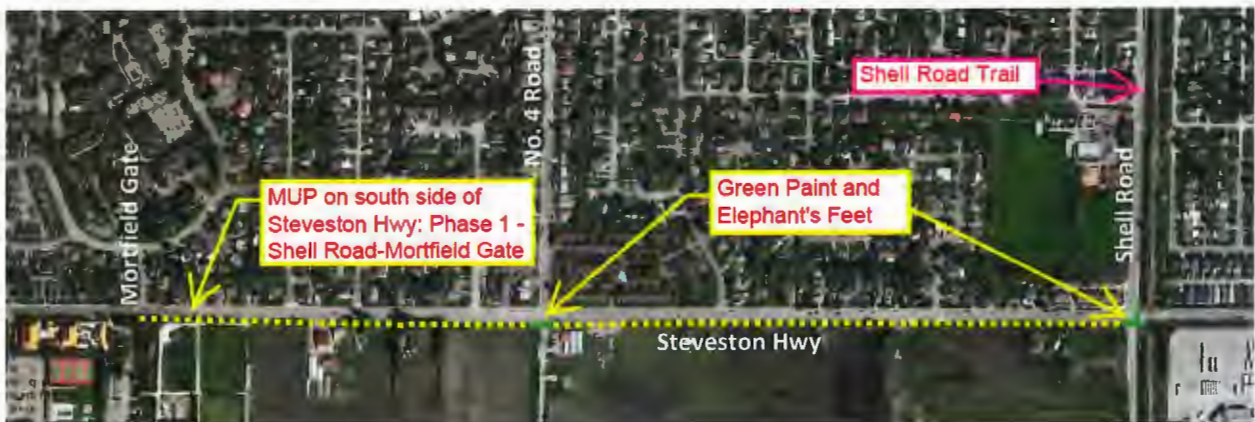 Shell Road Trail
No. 4 Road
Mortfield Gate
MUP on south side of
Steveston Hwy: Phase 1 -
Shell Road-Mortfield Gate
Green Paint and
Elephant's Feet
Shell Road
Steveston Hwy